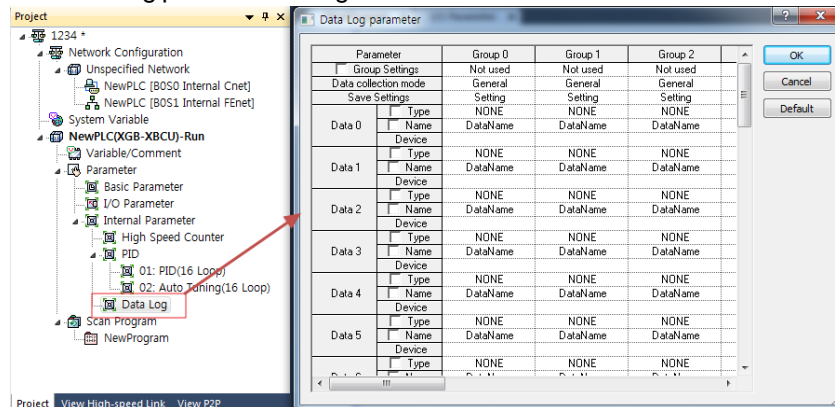 Project
1234 *
Network Configuration
Unspecified Network
NewPLC [B0S0 Internal Cnet]
NewPLC [B0S1 Internal FEnet]
System Variable
NewPLC(XGB-XBCU)-Run
Variable/Comment
Parameter
Basic Parameter
I/O Parameter
Internal Parameter
High Speed Counter
PID
01: PID(16 Loop)
02: Auto Tuning(16 Loop)
Data Log
Scan Program
NewProgram
Project View High-speed Link View P2P
Data Log parameter
Parameter Group 0 Group 1 Group 2
Group Settings Not used Not used Not used
Data collection mode General General General
Save Settings Setting Setting Setting
Data 0 Type NONE NONE NONE
Name DataName DataName DataName
Device
Data 1 Type NONE NONE NONE
Name DataName DataName DataName
Device
Data 2 Type NONE NONE NONE
Name DataName DataName DataName
Device
Data 3 Type NONE NONE NONE
Name DataName DataName DataName
Device
Data 4 Type NONE NONE NONE
Name DataName DataName DataName
Device
Data 5 Type NONE NONE NONE
Name DataName DataName DataName
Device
Type NONE NONE NONE
OK
Cancel
Default